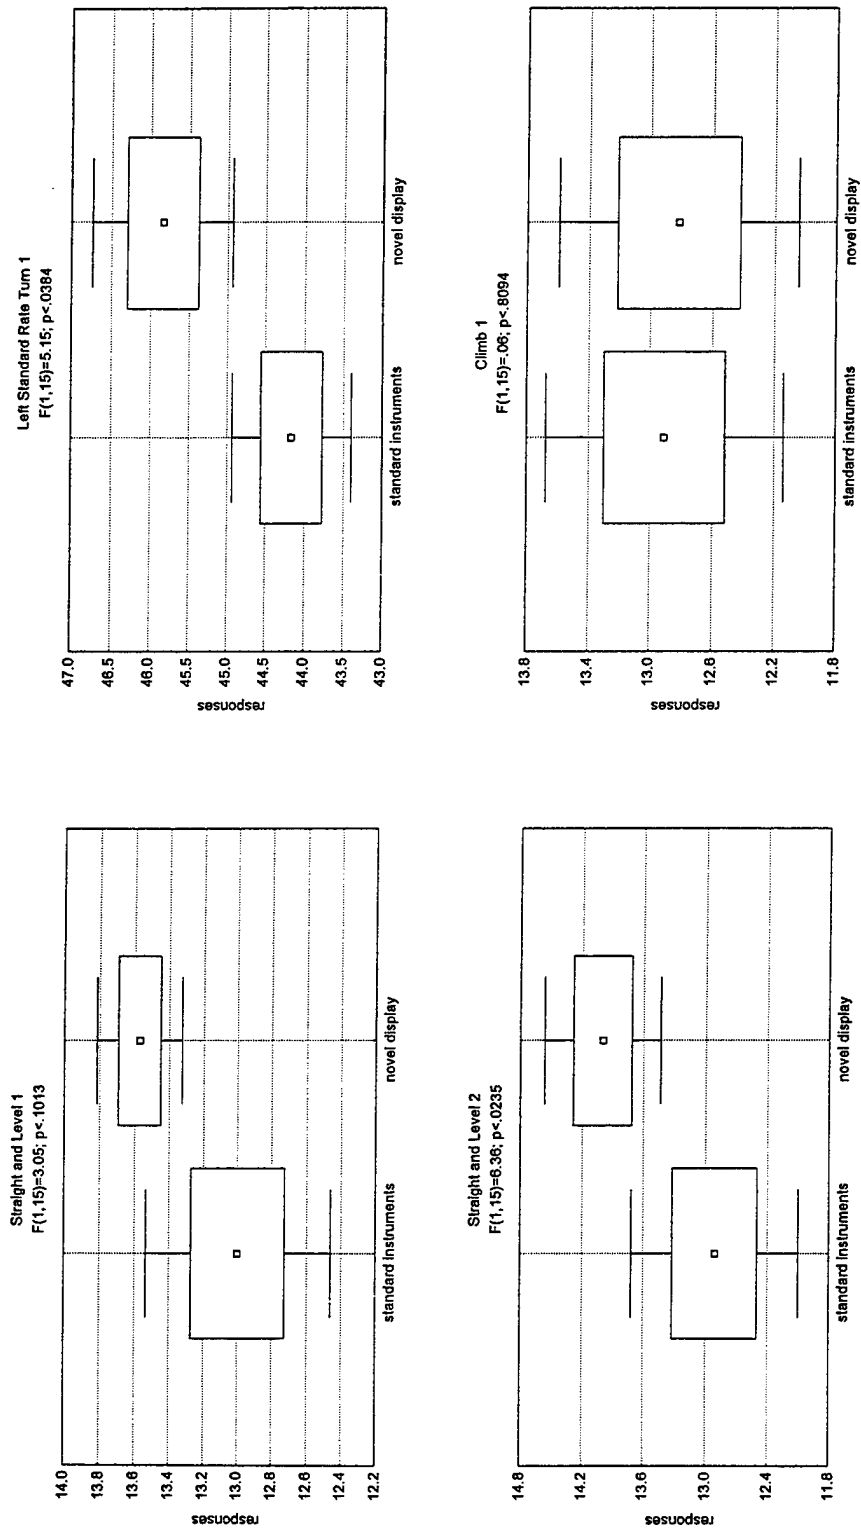 Straight and Level 1
F(1,15)=3.05; p<.1013
responses
14.0
13.8
13.6
13.4
13.2
13.0
12.8
12.6
12.4
12.2
standard instruments
novel display
Left Standard Rate Turn 1
F(1,15)=5.15; p<.0384
responses
47.0
46.5
46.0
45.5
45.0
44.5
44.0
43.5
43.0
standard instruments
novel display
Straight and Level 2
F(1,15)=6.36; p<.0235
responses
14.8
14.2
13.6
13.0
12.4
11.8
standard instruments
novel display
Climb 1
F(1,15)=.06; p<.8094
responses
13.8
13.4
13.0
12.6
12.2
11.8
standard instruments
novel display